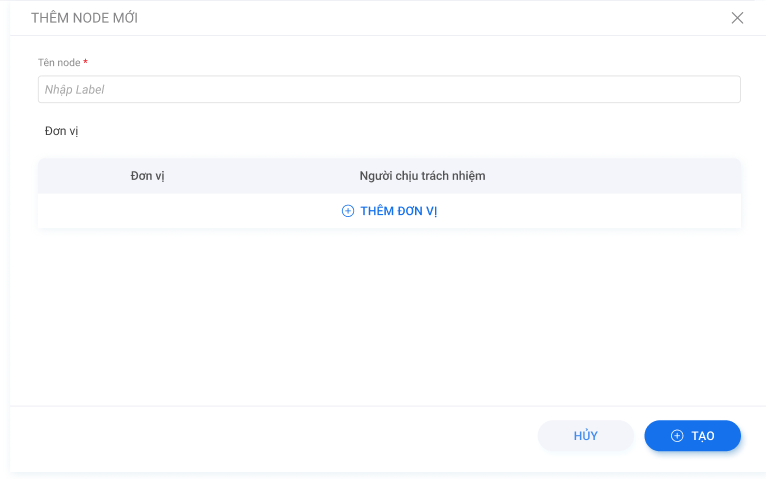 THÊM NODE MỚI
Tên node *
Nhập Label
Đơn vị
Đơn vị Người chịu trách nhiệm
THÊM ĐƠN VỊ
HỦY TẠO